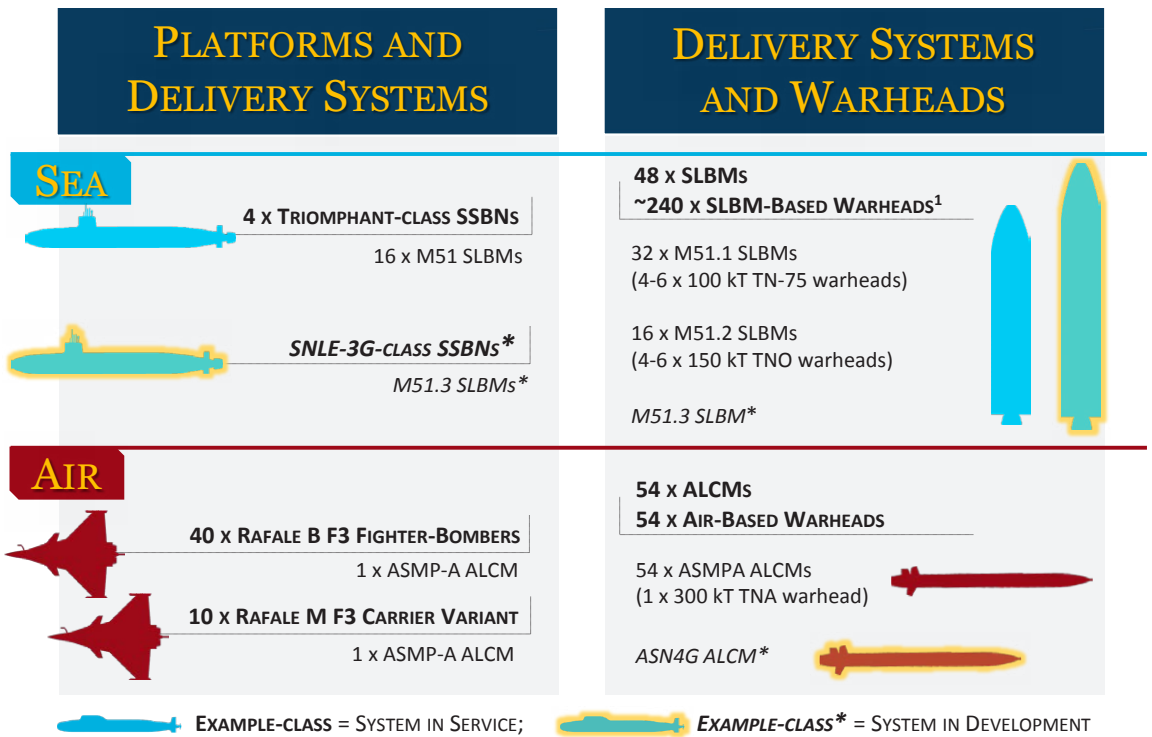 PLATFORMS AND
DELIVERY SYSTEMS
DELIVERY SYSTEMS
AND WARHEADS
SEA
4 X TRIOMPHANT-CLASS SSBNS
16 x M51 SLBMs
SNLE-3G-CLASS SSBNS*
M51.3 SLBMs*
48 X SLBMS
~240 X SLBM-BASED WARHEADS¹
32 x M51.1 SLBMs
(4-6 x 100 kT TN-75 warheads)
16 x M51.2 SLBMs
(4-6 x 150 kT TNO warheads)
M51.3 SLBM*
AIR
40 X RAFALE B F3 FIGHTER-BOMBERS
1 x ASMP-A ALCM
10 X RAFALE M F3 CARRIER VARIANT
1 x ASMP-A ALCM
54 X ALCMS
54 X AIR-BASED WARHEADS
54 x ASMPA ALCMs
(1 x 300 kT TNA warhead)
ASN4G ALCM*
EXAMPLE-CLASS = SYSTEM IN SERVICE;
EXAMPLE-CLASS* = SYSTEM IN DEVELOPMENT